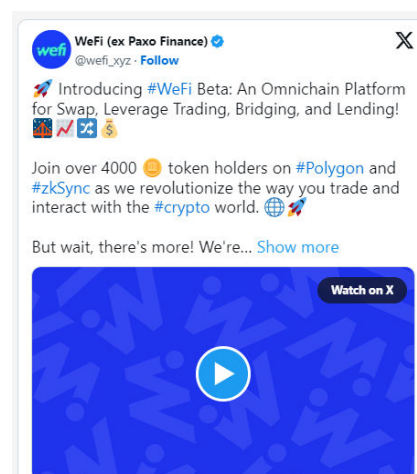 wefi
WeFi (ex Paxo Finance)
@wefi_xyz · Follow
🚀 Introducing #WeFi Beta: An Omnichain Platform
for Swap, Leverage Trading, Bridging, and Lending!
🌉📈🔀💰
Join over 4000 🪙 token holders on #Polygon and
#zkSync as we revolutionize the way you trade and
interact with the #crypto world. 🌐🚀
But wait, there's more! We're... Show more
Watch on X